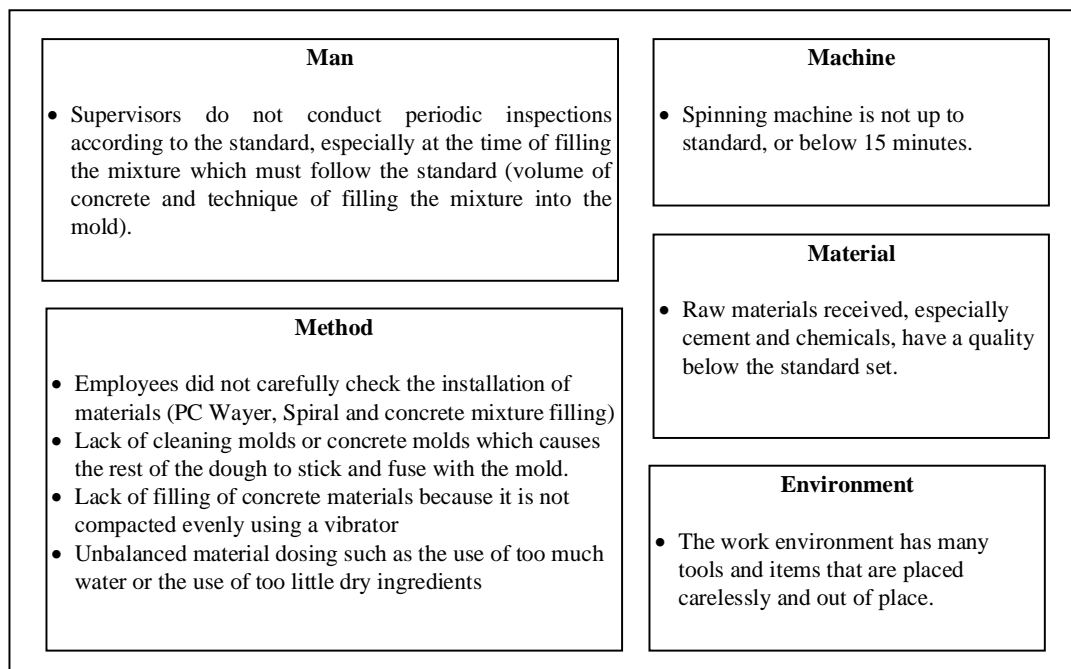 Man
• Supervisors do not conduct periodic inspections
according to the standard, especially at the time of filling
the mixture which must follow the standard (volume of
concrete and technique of filling the mixture into the
mold).
Machine
• Spinning machine is not up to
standard, or below 15 minutes.
Material
• Raw materials received, especially
cement and chemicals, have a quality
below the standard set.
Method
• Employees did not carefully check the installation of
materials (PC Wayer, Spiral and concrete mixture filling)
• Lack of cleaning molds or concrete molds which causes
the rest of the dough to stick and fuse with the mold.
• Lack of filling of concrete materials because it is not
compacted evenly using a vibrator
• Unbalanced material dosing such as the use of too much
water or the use of too little dry ingredients
Environment
• The work environment has many
tools and items that are placed
carelessly and out of place.